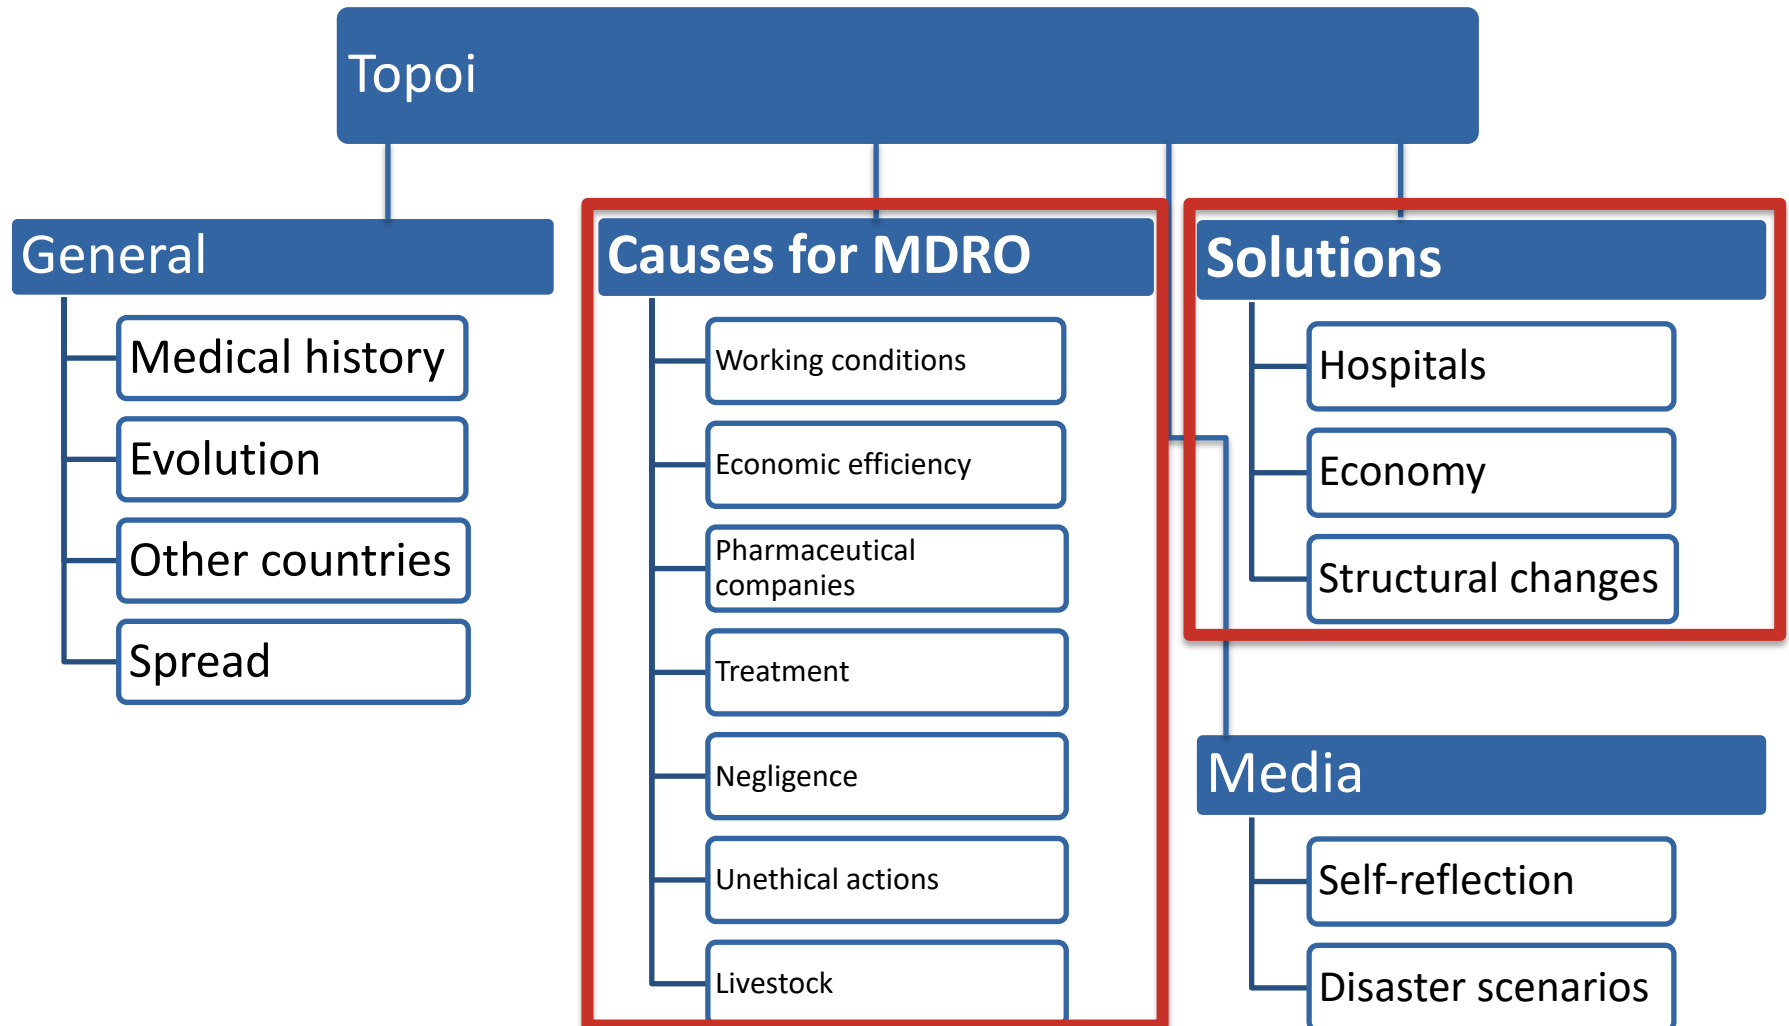 Topoi
General
Medical history
Evolution
Other countries
Spread
Causes for MDRO
Working conditions
Economic efficiency
Pharmaceutical
companies
Treatment
Negligence
Unethical actions
Livestock
Solutions
Hospitals
Economy
Structural changes
Media
Self-reflection
Disaster scenarios